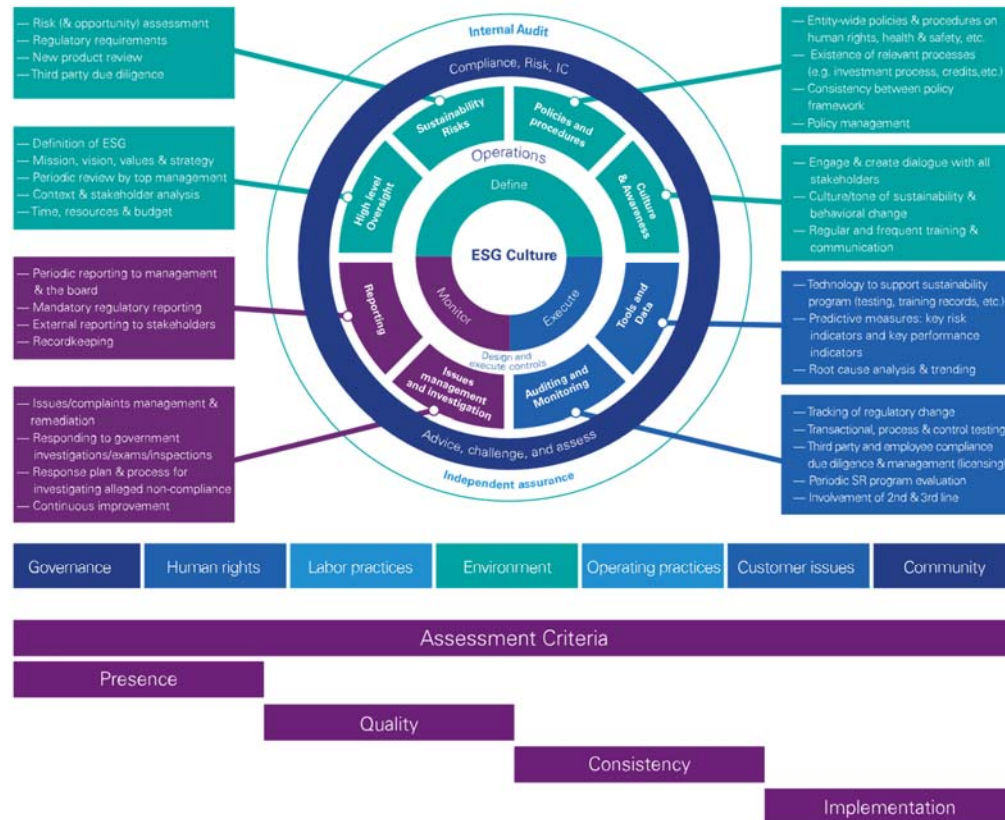 — Risk (& opportunity) assessment
— Regulatory requirements
— New product review
— Third party due diligence
— Definition of ESG
— Mission, vision, values & strategy
— Periodic review by top management
— Context & stakeholder analysis
— Time, resources & budget
— Periodic reporting to management
& the board
— Mandatory regulatory reporting
— External reporting to stakeholders
— Recordkeeping
— Issues/complaints management &
remediation
— Responding to government
investigations/exams/inspections
— Response plan & process for
investigating alleged non-compliance
— Continuous improvement
Internal Audit
Compliance, Risk, IC
Sustainability
Risks
Policies and
procedures
Operations
High level
Oversight
Define
Culture
& Awareness
ESG Culture
Reporting
Monitor
Execute
Tools and
Data
Design and
execute controls
Issues
management
and investigation
Auditing and
Monitoring
Advice, challenge, and assess
Independent assurance
— Entity-wide policies & procedures on
human rights, health & safety, etc.
— Existence of relevant processes
(e.g. investment process, credits,etc.)
— Consistency between policy
framework
— Policy management
— Engage & create dialogue with all
stakeholders
— Culture/tone of sustainability &
behavioral change
— Regular and frequent training &
communication
— Technology to support sustainability
program (testing, training records, etc.)
— Predictive measures: key risk
indicators and key performance
indicators
— Root cause analysis & trending
— Tracking of regulatory change
— Transactional, process & control testing
— Third party and employee compliance
due diligence & management (licensing)
— Periodic SR program evaluation
— Involvement of 2nd & 3rd line
Governance
Human rights
Labor practices
Environment
Operating practices
Customer issues
Community
Assessment Criteria
Presence
Quality
Consistency
Implementation